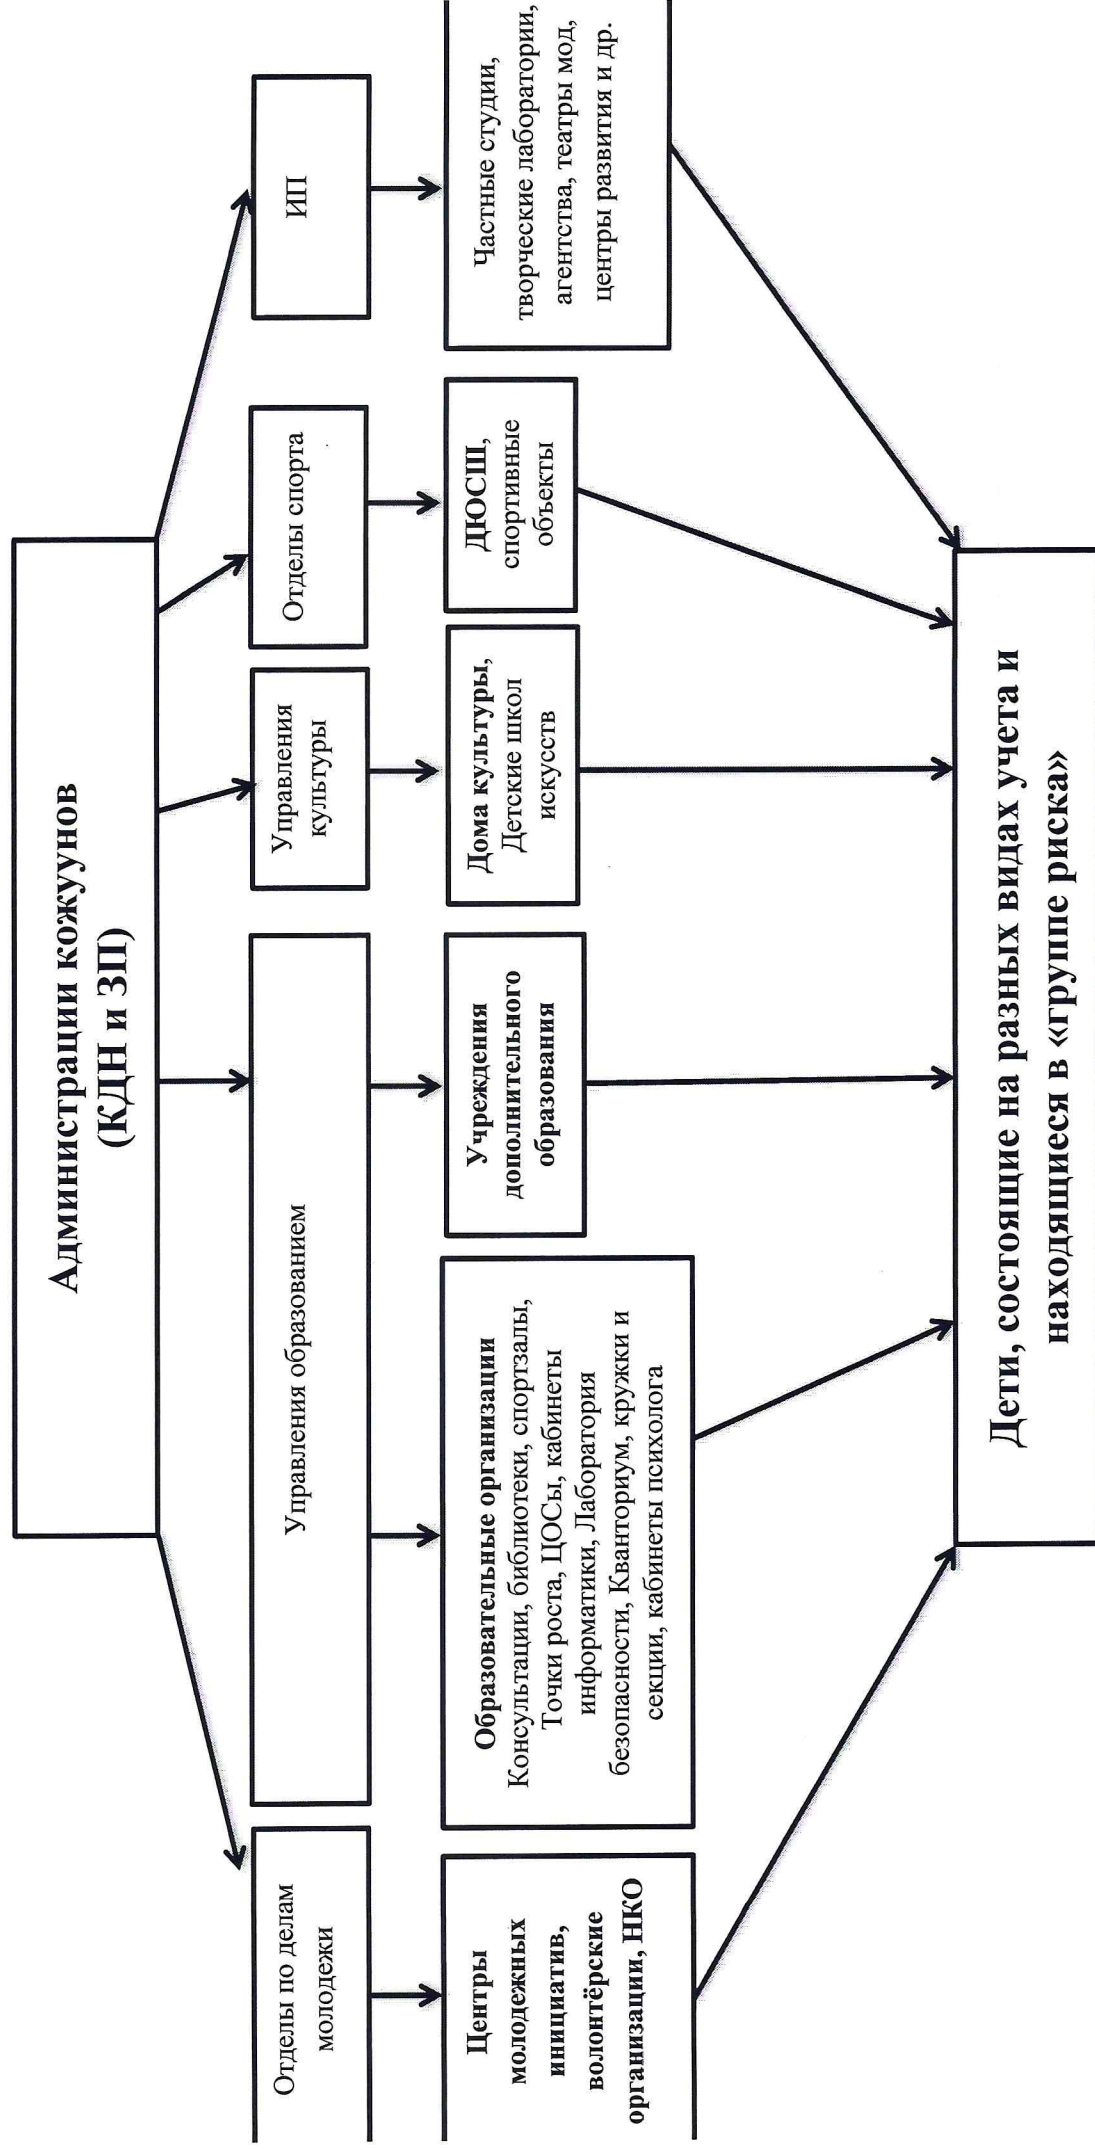 Администрации кожуунов
(КДН и ЗП)
Отделы по делам
молодежи
Управления образованием
Управления
культуры
Отделы спорта
ИП
Центры
молодежных
инициатив,
волонтёрские
организации, НКО
Образовательные организации
Консультации, библиотеки, спортзалы,
Точки роста, ЦОСы, кабинеты
информатики, Лаборатория
безопасности, Кванториум, кружки и
секции, кабинеты психолога
Учреждения
дополнительного
образования
Дома культуры,
Детские школ
искусств
ДЮСШ,
спортивные
объекты
Частные студии,
творческие лаборатории,
агентства, театры мод,
центры развития и др.
Дети, состоящие на разных видах учета и
находящиеся в «группе риска»